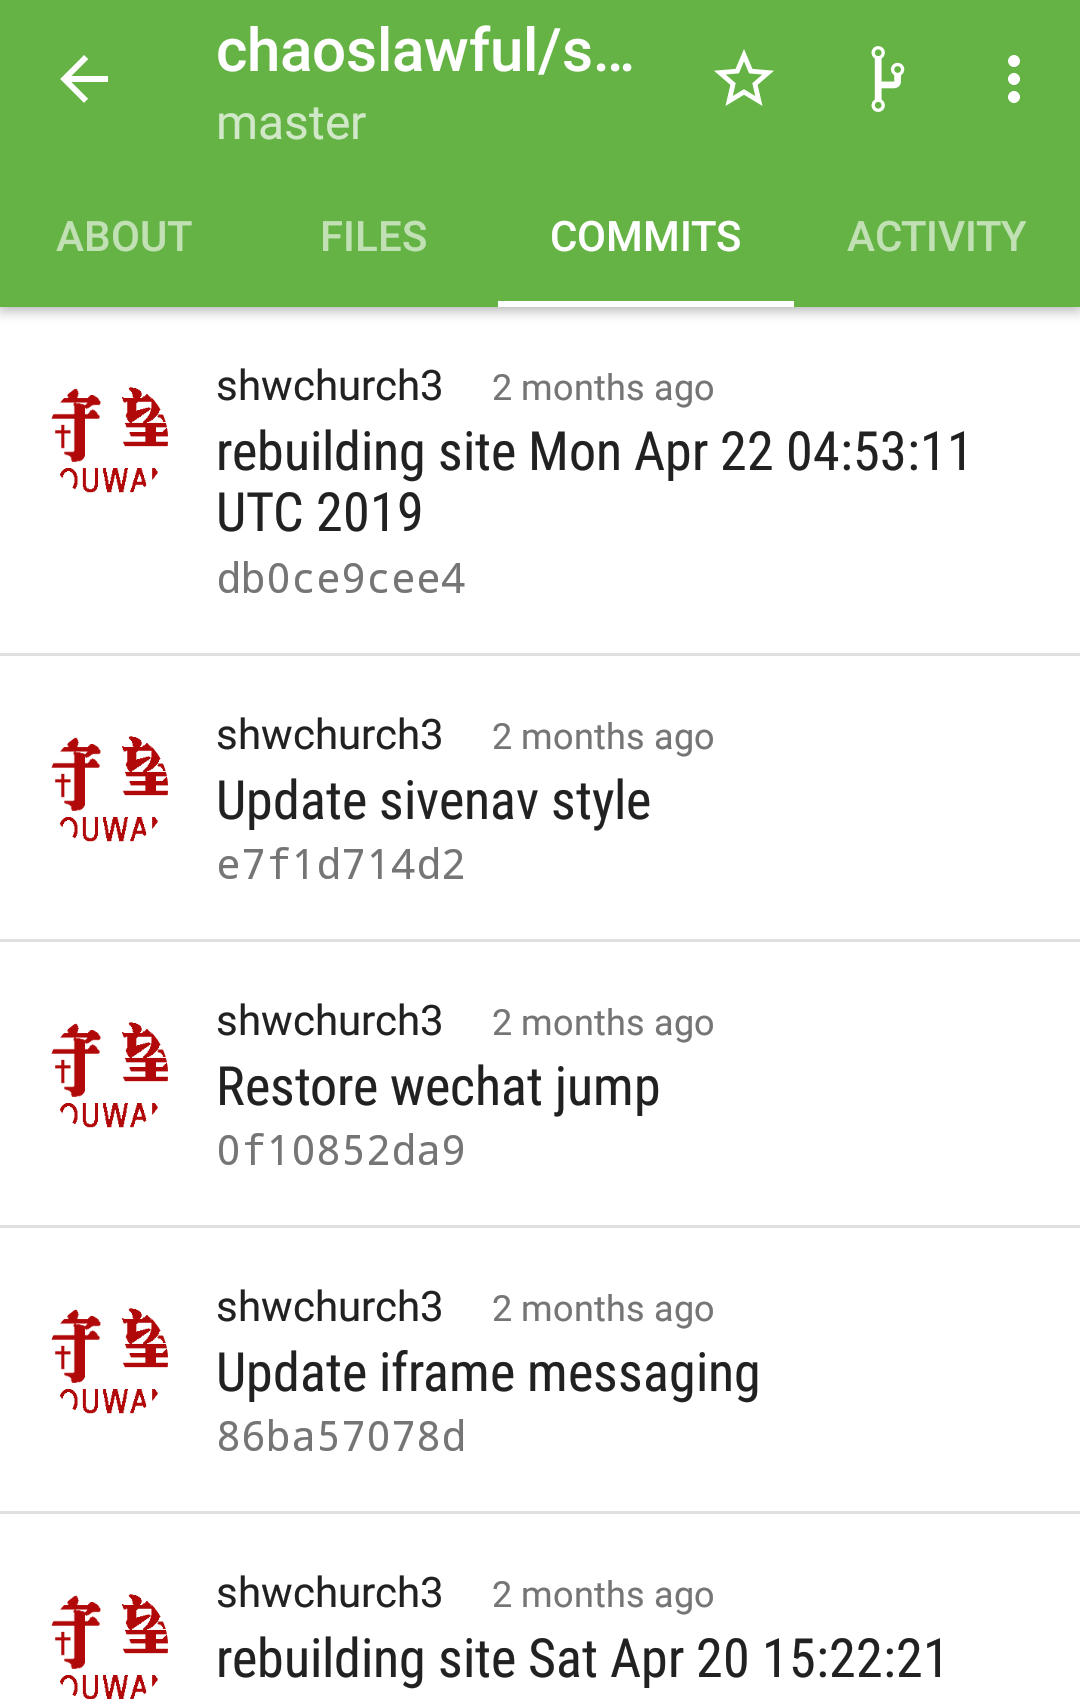 chaoslawful/s...
master
ABOUT FILES COMMITS ACTIVITY
shwchurch3 2 months ago
rebuilding site Mon Apr 22 04:53:11
UTC 2019
db0ce9cee4
shwchurch3 2 months ago
Update sivenav style
e7f1d714d2
shwchurch3 2 months ago
Restore wechat jump
0f10852da9
shwchurch3 2 months ago
Update iframe messaging
86ba57078d
shwchurch3 2 months ago
rebuilding site Sat Apr 20 15:22:21